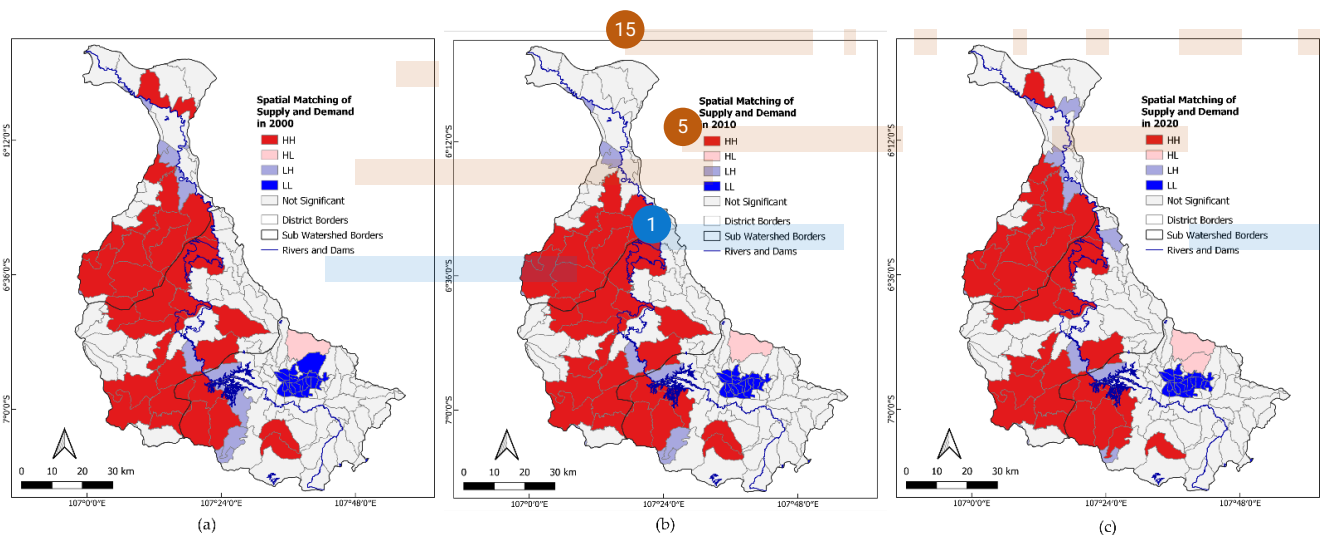 15
5
1
Spatial Matching of
Supply and Demand
in 2000
HH
HL
LH
LL
Not Significant
District Borders
Sub Watershed Borders
Rivers and Dams
6°12'0"S
6°36'0"S
7°0'0"S
0 10 20 30 km
107°0'0"E 107°24'0"E 107°48'0"E
(a)
Spatial Matching of
Supply and Demand
in 2010
HH
HL
LH
LL
Not Significant
District Borders
Sub Watershed Borders
Rivers and Dams
6°12'0"S
6°36'0"S
7°0'0"S
0 10 20 30 km
107°0'0"E 107°24'0"E 107°48'0"E
(b)
Spatial Matching of
Supply and Demand
in 2020
HH
HL
LH
LL
Not Significant
District Borders
Sub Watershed Borders
Rivers and Dams
6°12'0"S
6°36'0"S
7°0'0"S
0 10 20 30 km
107°0'0"E 107°24'0"E 107°48'0"E
(c)